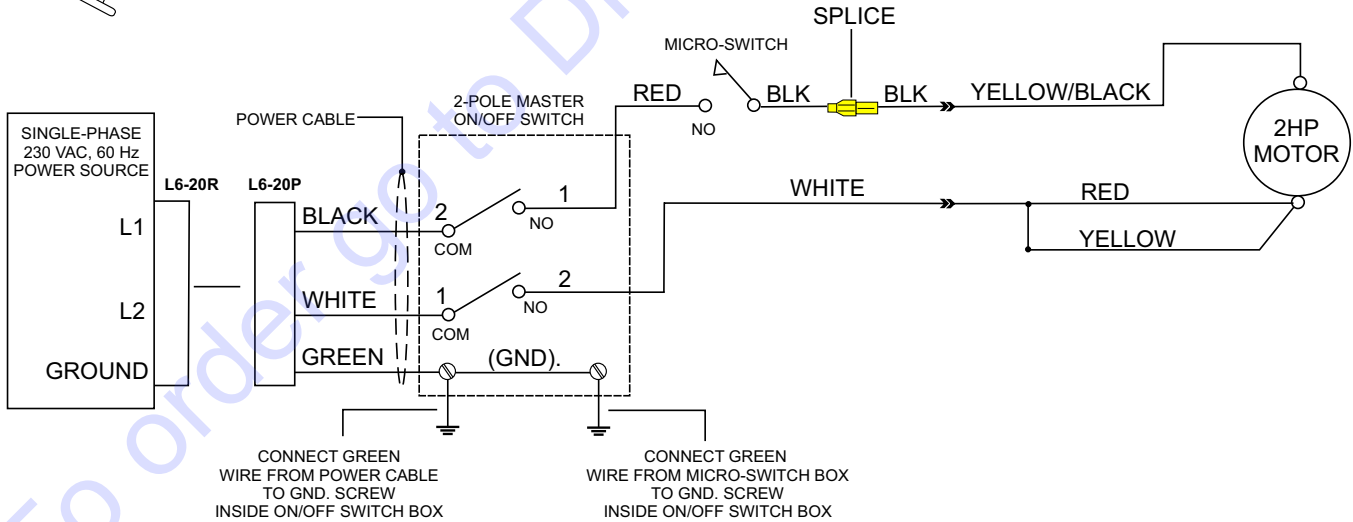 SPLICE
MICRO-SWITCH
RED
NO
BLK
BLK
YELLOW/BLACK
2HP
MOTOR
2-POLE MASTER
ON/OFF SWITCH
POWER CABLE
SINGLE-PHASE
230 VAC, 60 Hz
POWER SOURCE
L6-20R
L6-20P
L1
L2
GROUND
BLACK
2
COM
1
NO
WHITE
RED
YELLOW
WHITE
1
COM
2
NO
GREEN
(GND).
CONNECT GREEN
WIRE FROM POWER CABLE
TO GND. SCREW
INSIDE ON/OFF SWITCH BOX
CONNECT GREEN
WIRE FROM MICRO-SWITCH BOX
TO GND. SCREW
INSIDE ON/OFF SWITCH BOX
To order go to